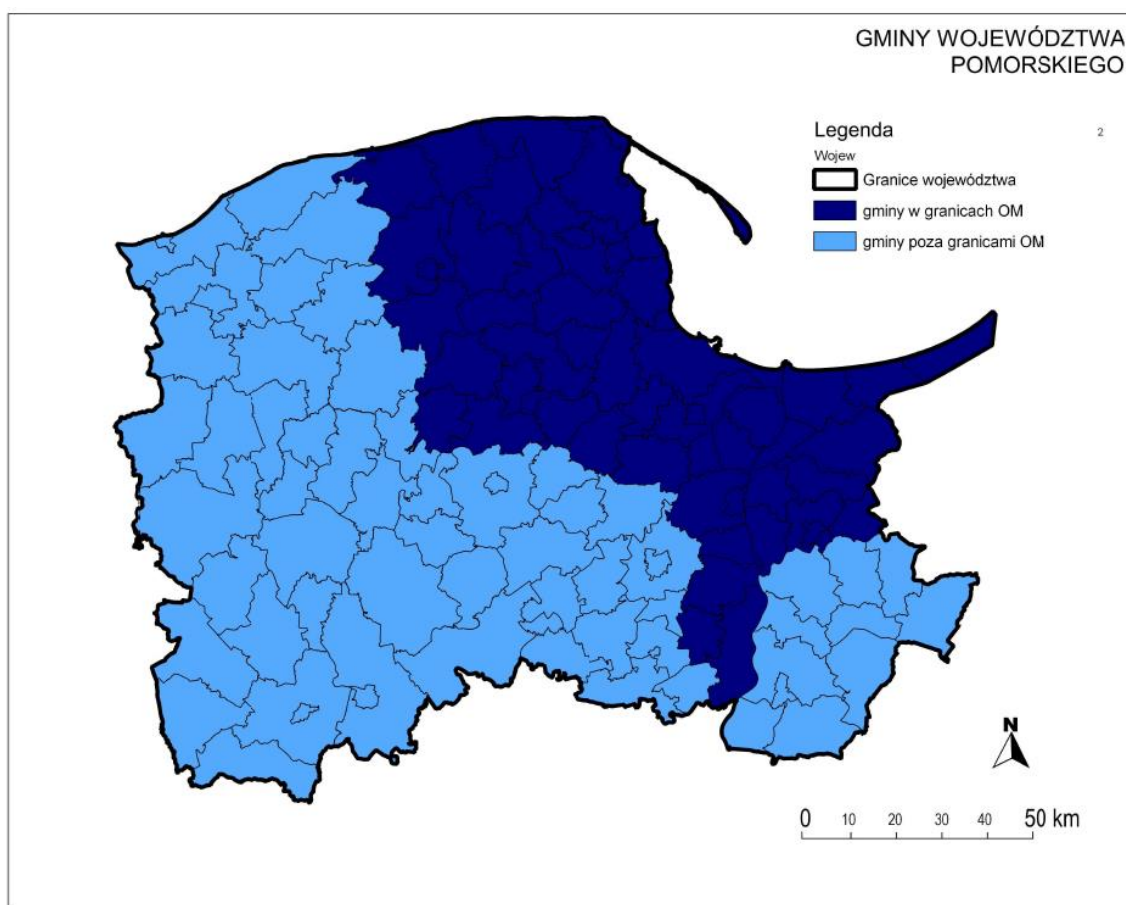 GMINY WOJEWÓDZTWA
POMORSKIEGO
Legenda
2
Wojew
Granice województwa
gminy w granicach OM
gminy poza granicami OM
N
0 10 20 30 40 50 km